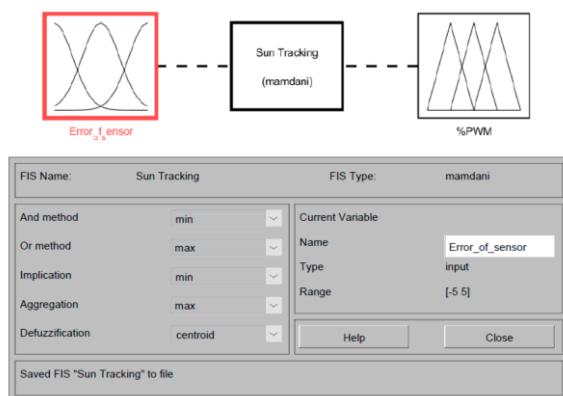 Sun Tracking
(mamdani)
Error_of_sensor
%PWM
FIS Name: Sun Tracking FIS Type: mamdani
And method min
Or method max
Implication min
Aggregation max
Defuzzification centroid
Current Variable
Name Error_of_sensor
Type input
Range [-5 5]
Help Close
Saved FIS "Sun Tracking" to file